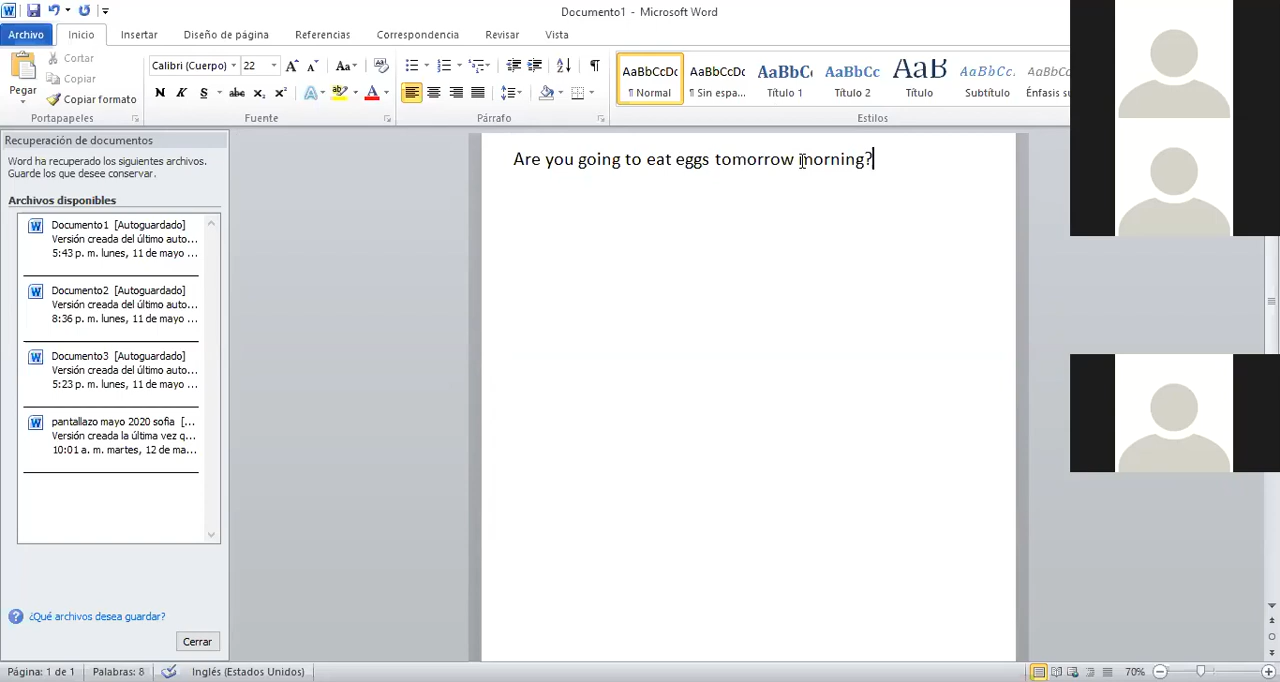 Documento1 - Microsoft Word
Archivo Inicio Insertar Diseño de página Referencias Correspondencia Revisar Vista
Pegar
Cortar
Copiar
Copiar formato
Portapapeles
Calibri (Cuerpo) 22
N K S abc x₂ x²
Fuente
Párrafo
AaBbCcDc AaBbCcDc AaBbC AaBbCc AaB AaBbCc. AaBbCc
¶ Normal ¶ Sin espa... Título 1 Título 2 Título Subtítulo Énfasis su
Estilos
Recuperación de documentos
Word ha recuperado los siguientes archivos.
Guarde los que desee conservar.
Archivos disponibles
Documento1 [Autoguardado]
Versión creada del último auto...
5:43 p. m. lunes, 11 de mayo ...
Documento2 [Autoguardado]
Versión creada del último auto...
8:36 p. m. lunes, 11 de mayo ...
Documento3 [Autoguardado]
Versión creada del último auto...
5:23 p. m. lunes, 11 de mayo ...
pantallazo mayo 2020 sofia [...
Versión creada la última vez q...
10:01 a. m. martes, 12 de ma...
¿Qué archivos desea guardar?
Cerrar
Are you going to eat eggs tomorrow morning?
Página: 1 de 1 Palabras: 8 Inglés (Estados Unidos) 70%